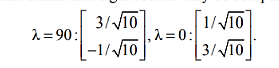 λ = 90 : [3/√10
-1/√10], λ = 0 : [1/√10
3/√10].